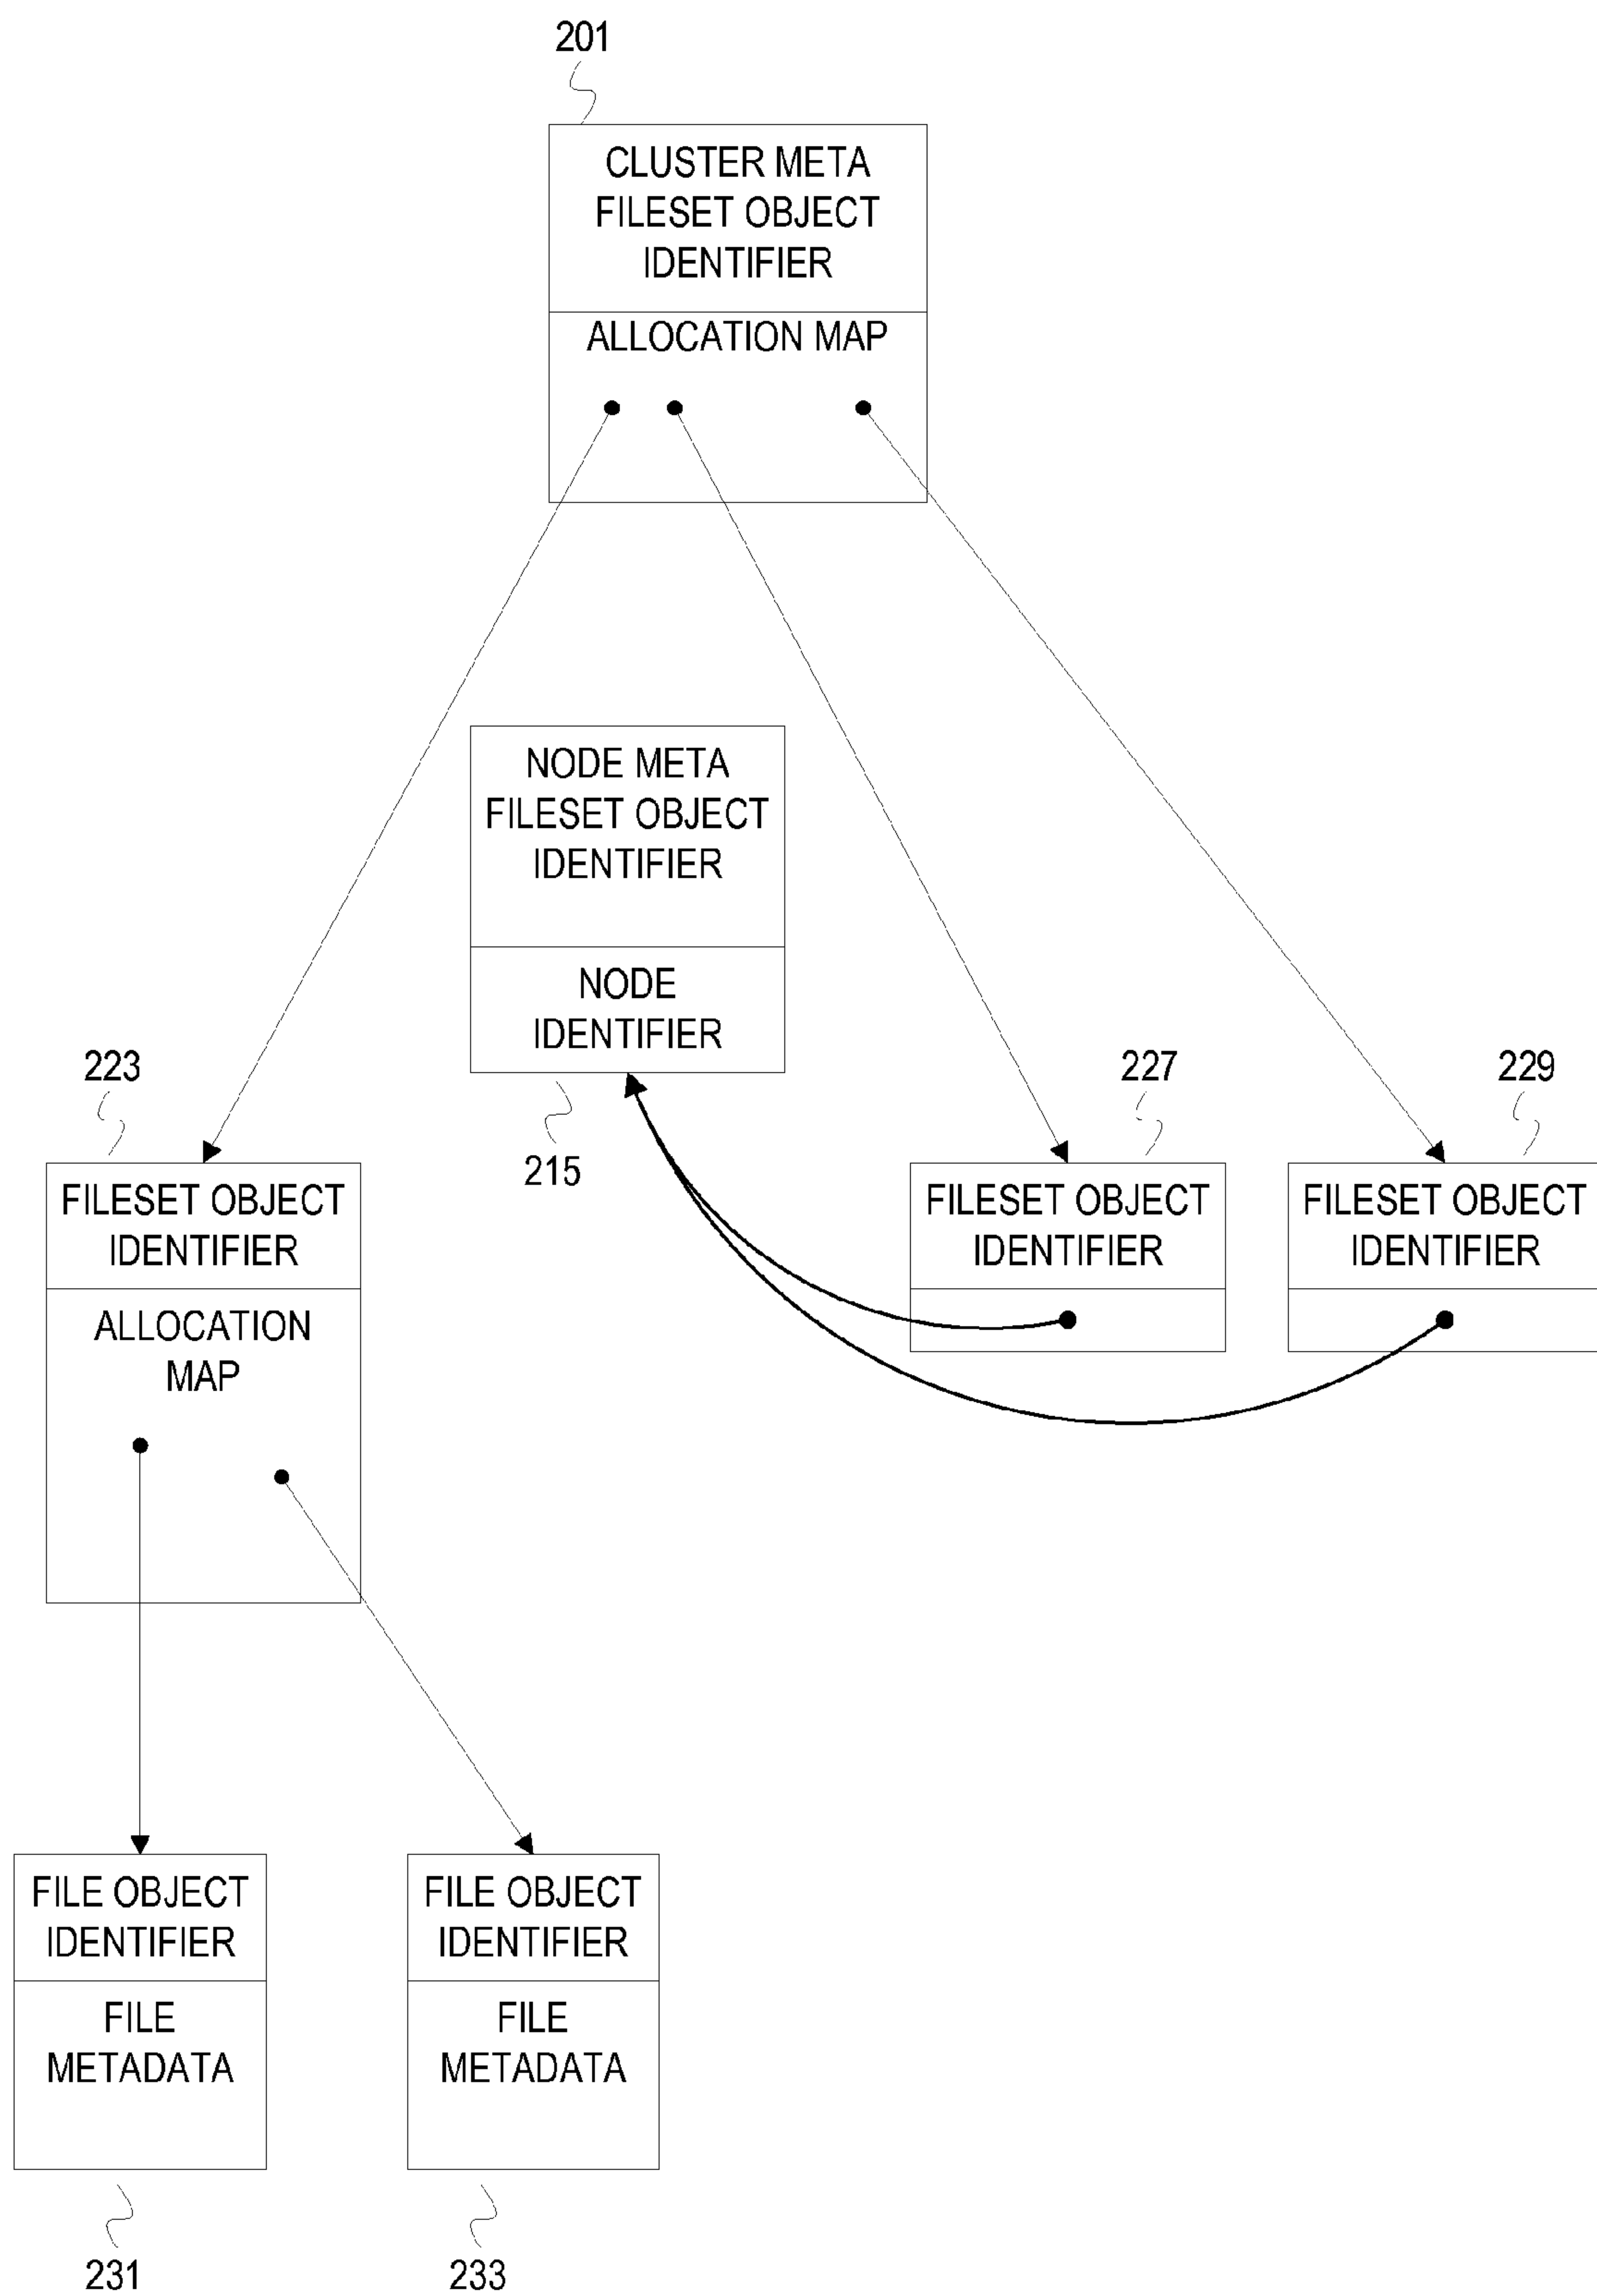 201
CLUSTER META
FILESET OBJECT
IDENTIFIER
ALLOCATION MAP
NODE META
FILESET OBJECT
IDENTIFIER
NODE
IDENTIFIER
215
223
FILESET OBJECT
IDENTIFIER
ALLOCATION
MAP
227
FILESET OBJECT
IDENTIFIER
229
FILESET OBJECT
IDENTIFIER
FILE OBJECT
IDENTIFIER
FILE
METADATA
231
FILE OBJECT
IDENTIFIER
FILE
METADATA
233